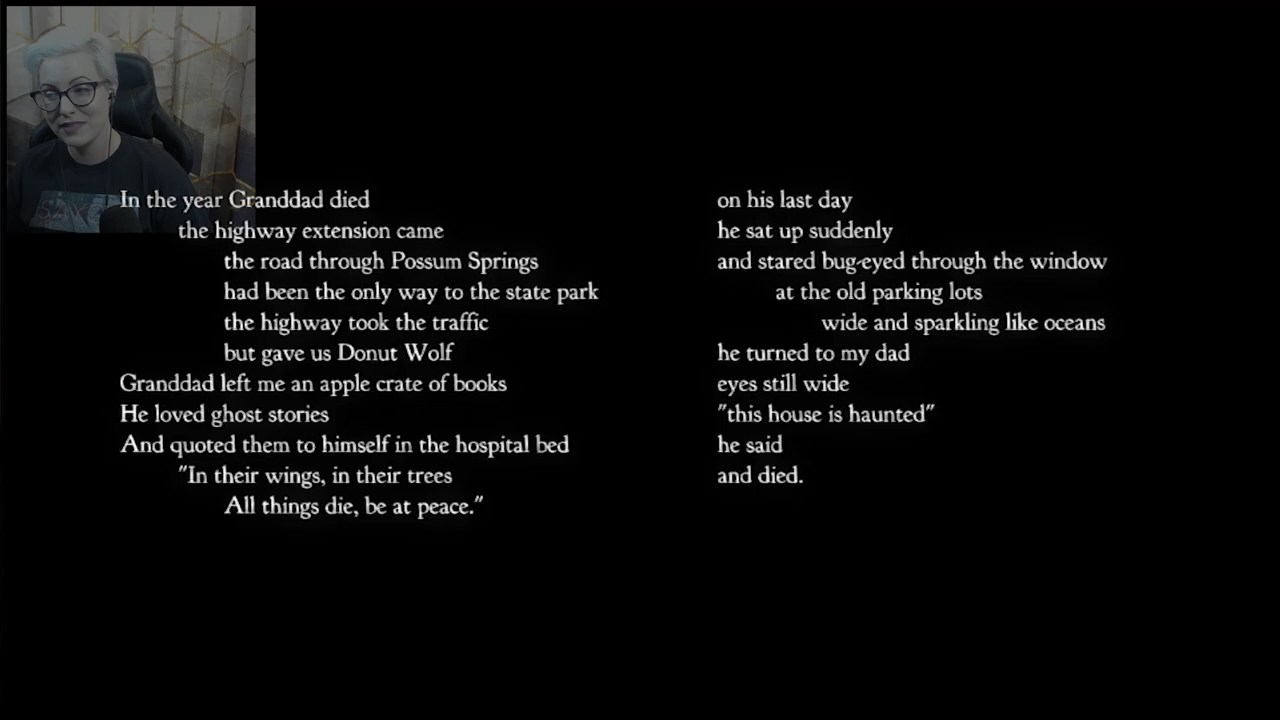 In the year Granddad died
the highway extension came
the road through Possum Springs
had been the only way to the state park
the highway took the traffic
but gave us Donut Wolf
Granddad left me an apple crate of books
He loved ghost stories
And quoted them to himself in the hospital bed
"In their wings, in their trees
All things die, be at peace."
on his last day
he sat up suddenly
and stared bug-eyed through the window
at the old parking lots
wide and sparkling like oceans
he turned to my dad
eyes still wide
"this house is haunted"
he said
and died.